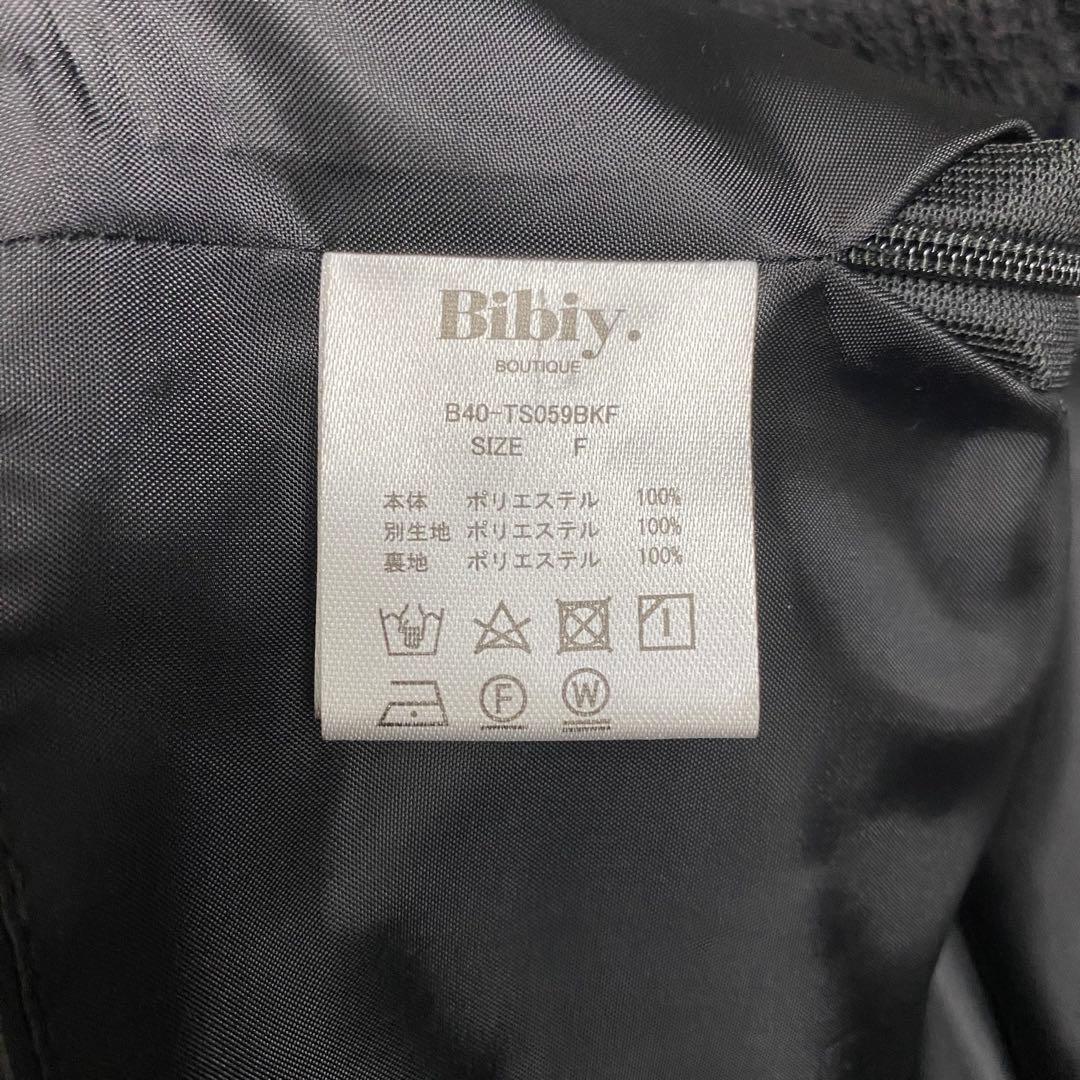 Bibiy.
BOUTIQUE
B40-TS059BKF
SIZE F
本体 ポリエステル 100%
別生地 ポリエステル 100%
裏地 ポリエステル 100%
1
F W